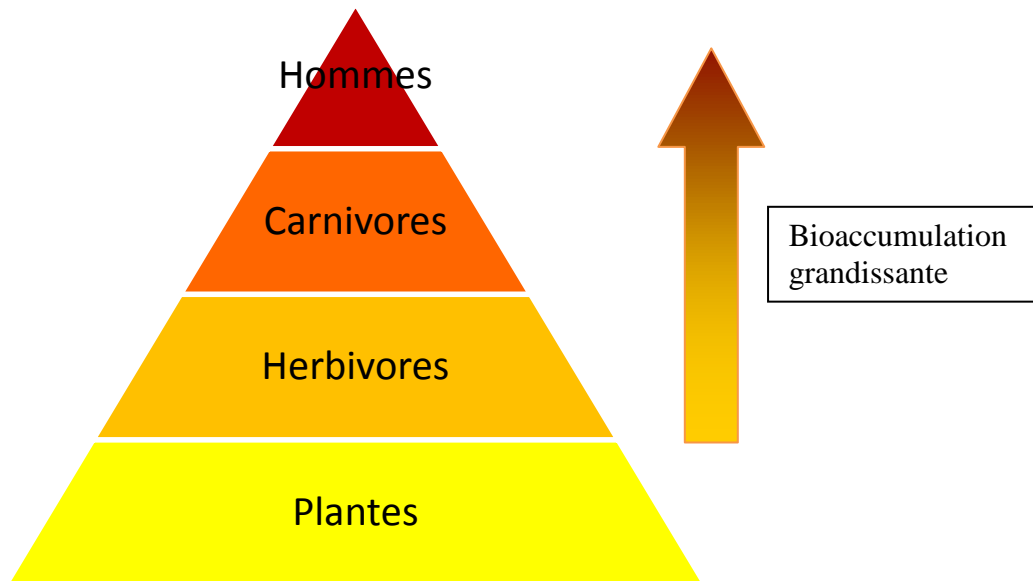 Hommes
Carnivores
Herbivores
Plantes
Bioaccumulation
grandissante